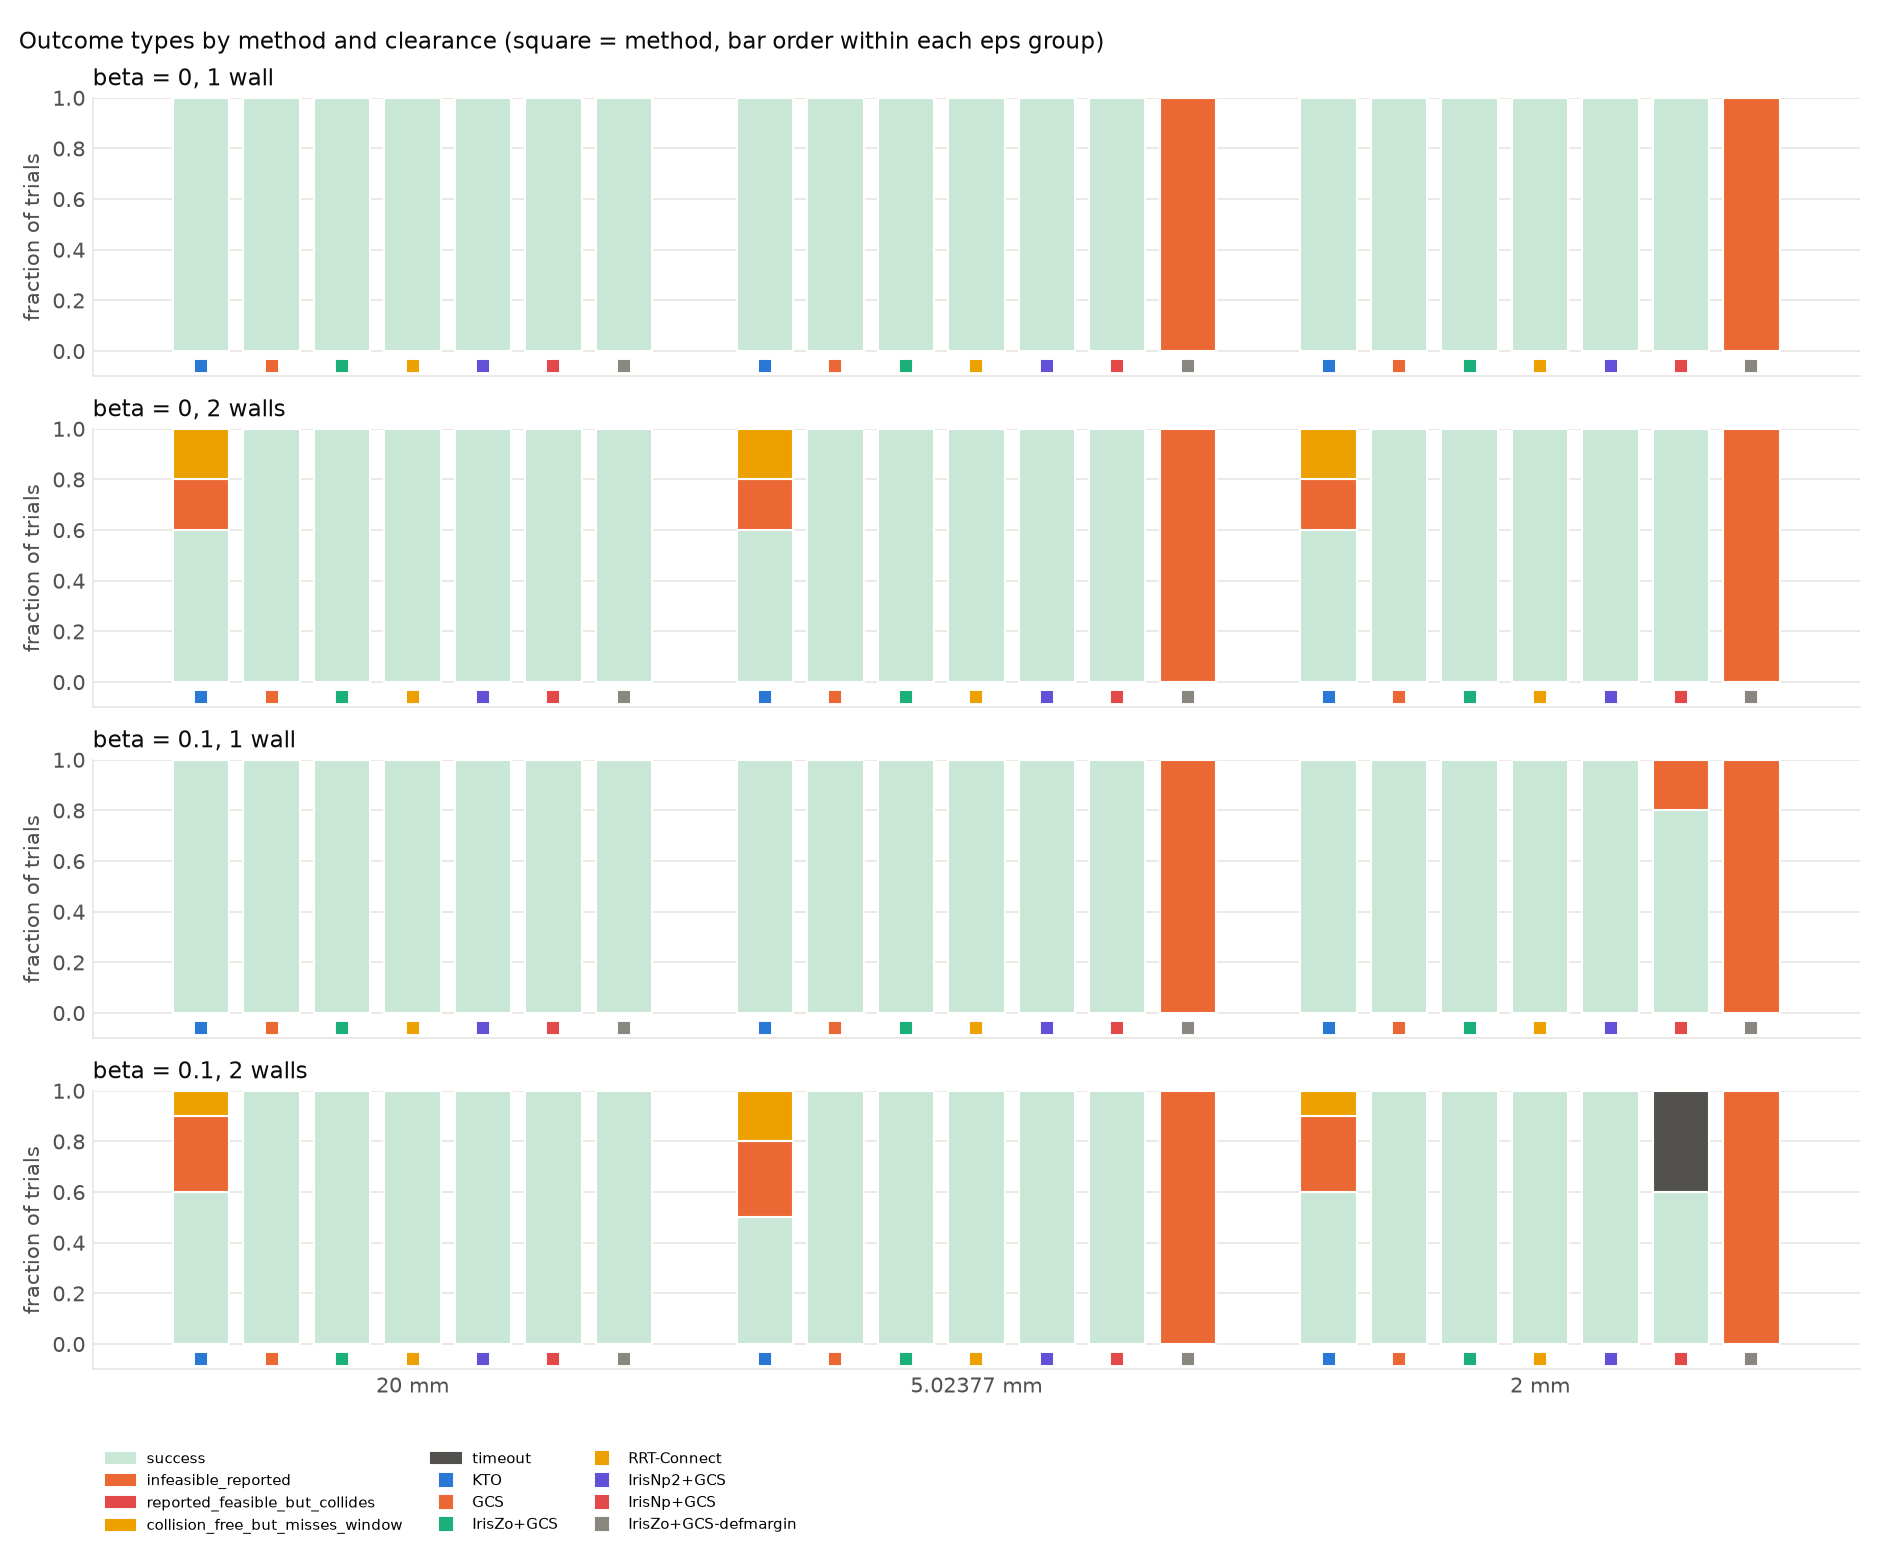 Outcome types by method and clearance (square = method, bar order within each eps group)
beta = 0, 1 wall
1.0
0.8
0.6
0.4
0.2
0.0
fraction of trials
beta = 0, 2 walls
1.0
0.8
0.6
0.4
0.2
0.0
fraction of trials
beta = 0.1, 1 wall
1.0
0.8
0.6
0.4
0.2
0.0
fraction of trials
beta = 0.1, 2 walls
1.0
0.8
0.6
0.4
0.2
0.0
fraction of trials
20 mm
5.02377 mm
2 mm
success
infeasible_reported
reported_feasible_but_collides
collision_free_but_misses_window
timeout
KTO
GCS
IrisZo+GCS
RRT-Connect
IrisNp2+GCS
IrisNp+GCS
IrisZo+GCS-defmargin